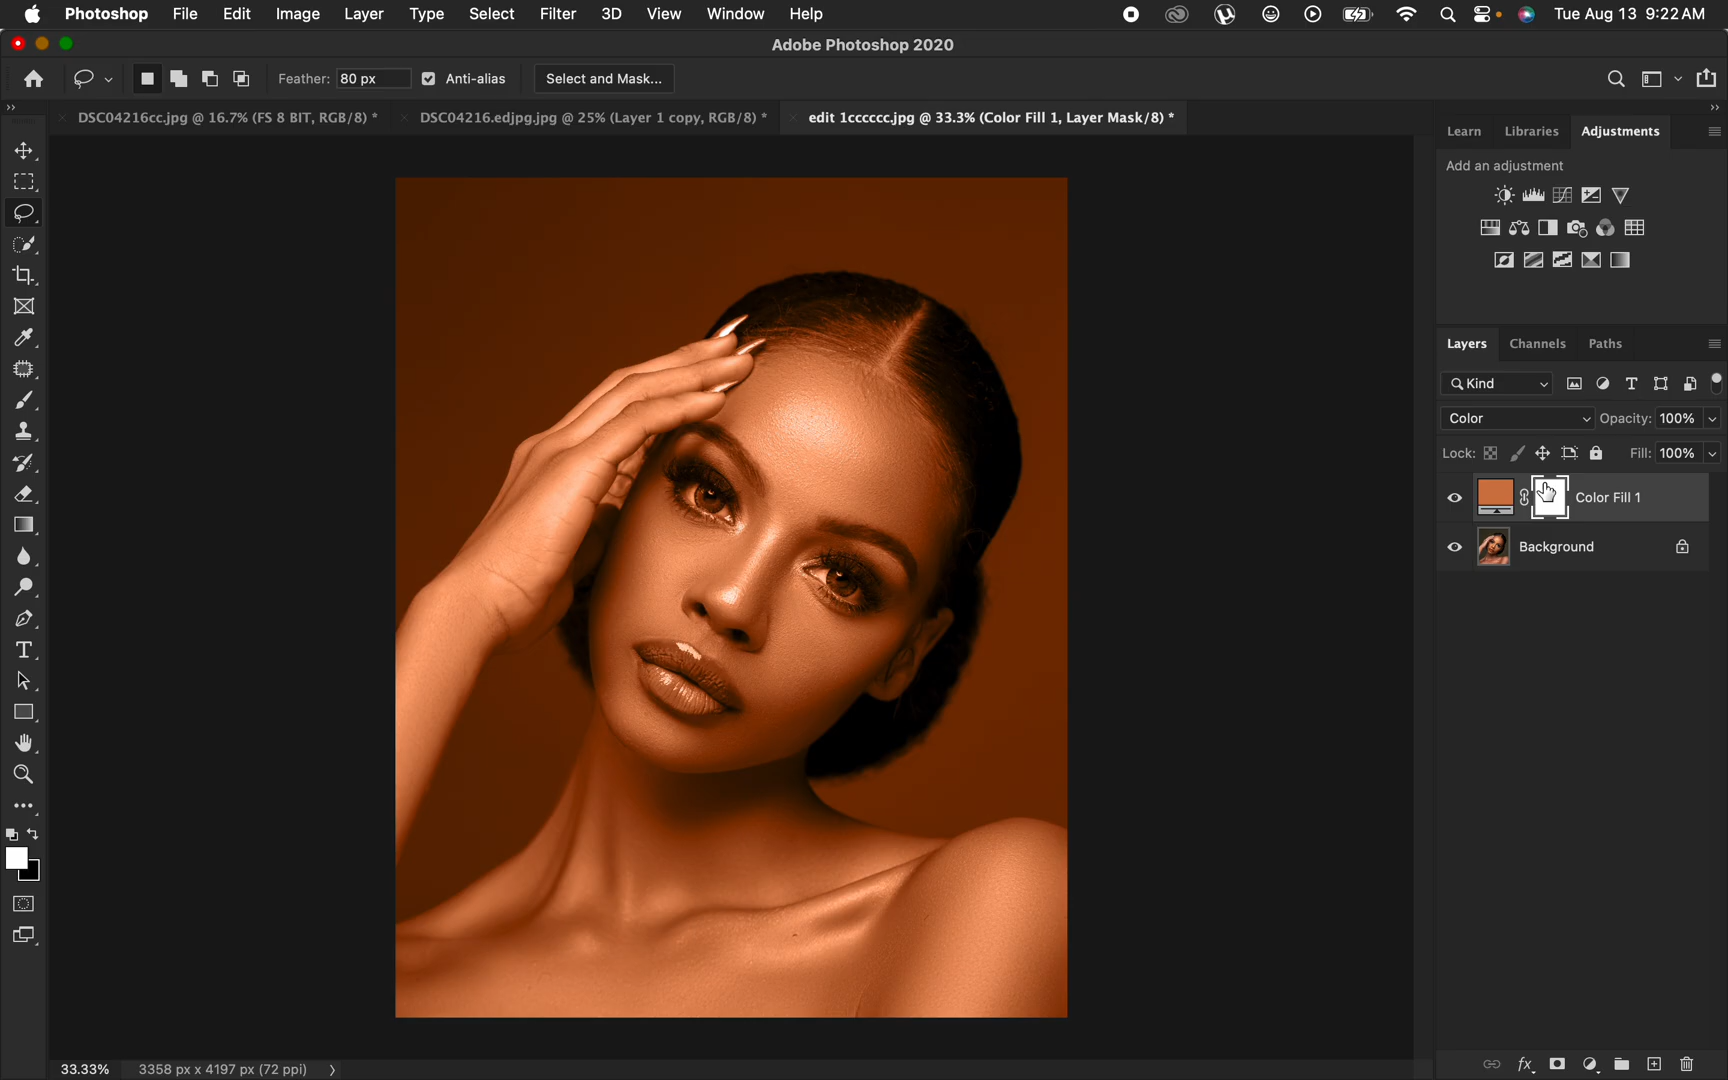 Photoshop File Edit Image Layer Type Select Filter 3D View Window Help Tue Aug 13 9:22 AM
Adobe Photoshop 2020
Feather: 80 px Anti-alias Select and Mask...
DSC04216cc.jpg @ 16.7% (FS 8 BIT, RGB/8) * DSC04216.edjpg.jpg @ 25% (Layer 1 copy, RGB/8) * edit 1cccccc.jpg @ 33.3% (Color Fill 1, Layer Mask/8) *
Learn Libraries Adjustments
Add an adjustment
Layers Channels Paths
Kind
Color Opacity: 100%
Lock: Fill: 100%
Color Fill 1
Background
33.33% 3358 px x 4197 px (72 ppi)